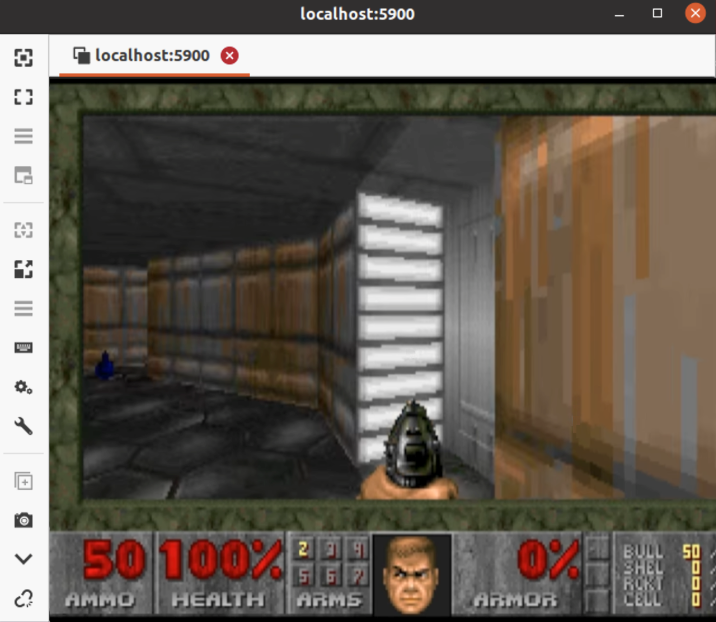 localhost:5900
localhost:5900
50 100% 2 3 4 0% BULL 50 /
5 6 7 SHEL 0 /
RCKT 0 /
AMMO HEALTH ARMS ARMOR CELL 0 /